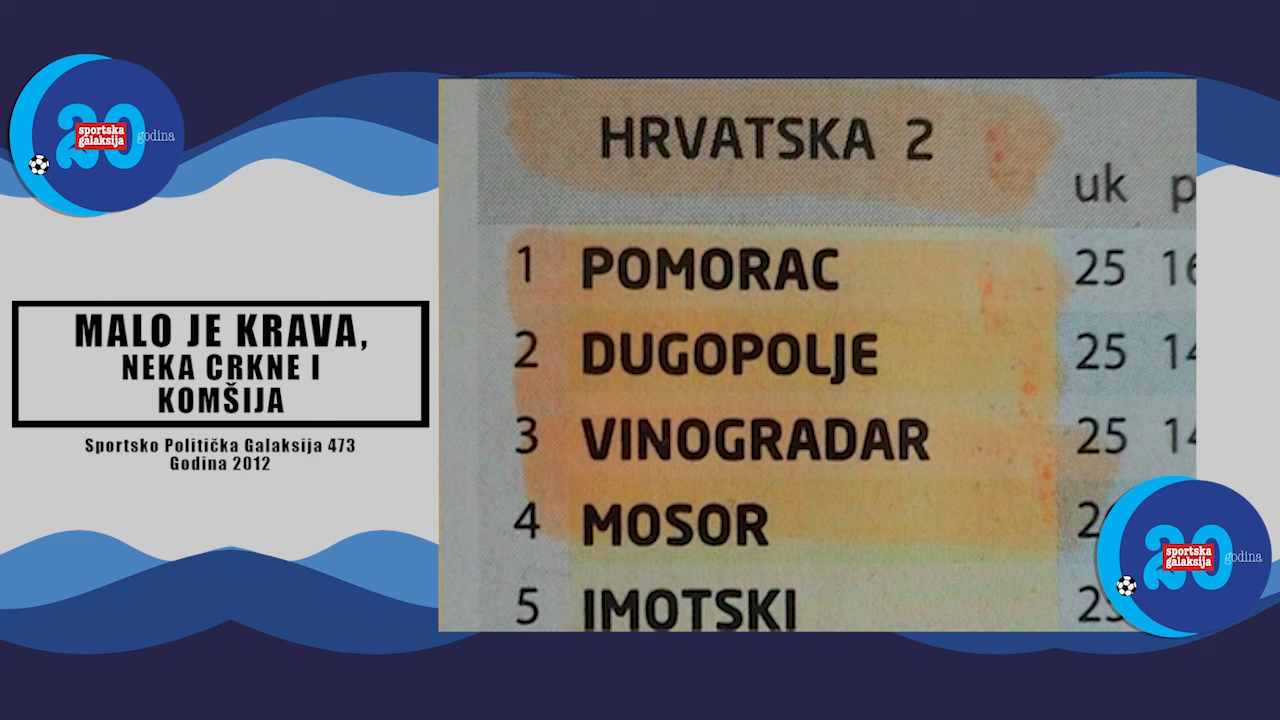 20
sportska
galaksija
godina
MALO JE KRAVA,
NEKA CRKNE I
KOMŠIJA
Sportsko Politička Galaksija 473
Godina 2012
HRVATSKA 2
uk
1 POMORAC 25
2 DUGOPOLJE 25
3 VINOGRADAR 25
4 MOSOR
5 IMOTSKI
20
sportska
galaksija
godina